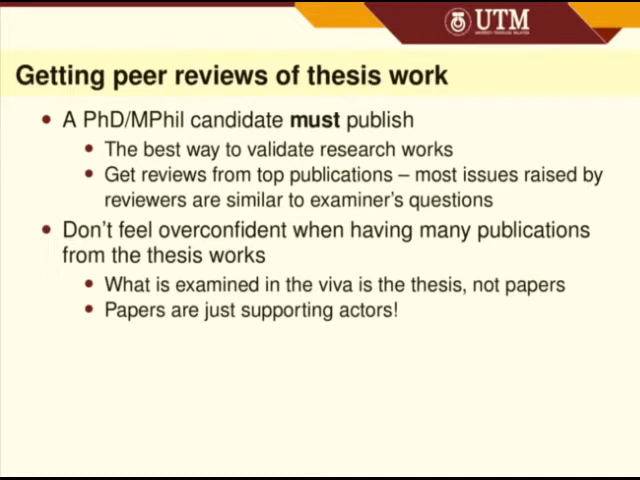 UTM
Getting peer reviews of thesis work
• A PhD/MPhil candidate must publish
• The best way to validate research works
• Get reviews from top publications – most issues raised by
reviewers are similar to examiner's questions
• Don't feel overconfident when having many publications
from the thesis works
• What is examined in the viva is the thesis, not papers
• Papers are just supporting actors!